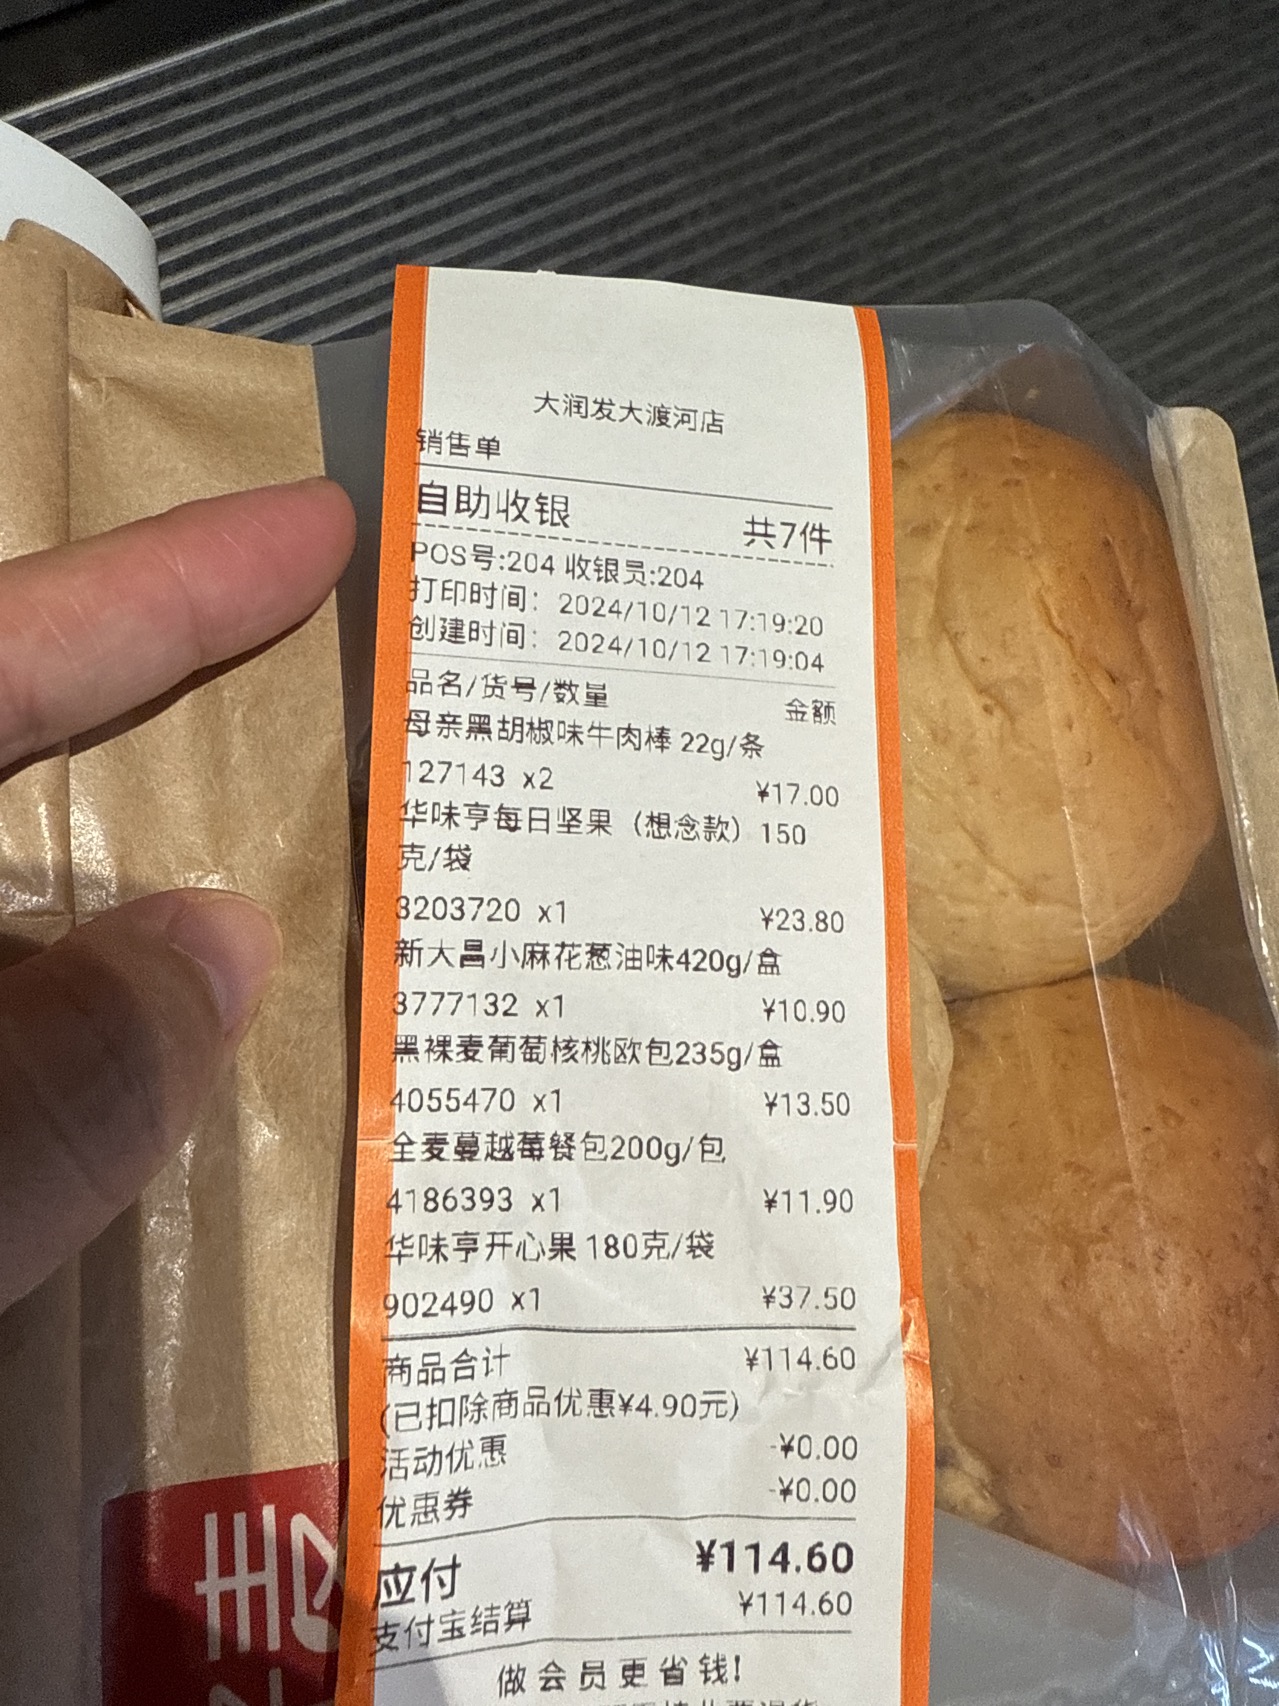 大润发大渡河店
销售单
自助收银 共7件
POS号:204 收银员:204
打印时间：2024/10/12 17:19:20
创建时间：2024/10/12 17:19:04
品名/货号/数量 金额
母亲黑胡椒味牛肉棒 22g/条
127143 x2 ¥17.00
华味亨每日坚果（想念款）150
克/袋
3203720 x1 ¥23.80
新大昌小麻花葱油味420g/盒
3777132 x1 ¥10.90
黑裸麦葡萄核桃欧包235g/盒
4055470 x1 ¥13.50
全麦蔓越莓餐包200g/包
4186393 x1 ¥11.90
华味亨开心果 180克/袋
902490 x1 ¥37.50
商品合计 ¥114.60
(已扣除商品优惠¥4.90元)
活动优惠 -¥0.00
优惠券 -¥0.00
应付 ¥114.60
支付宝结算 ¥114.60
做会员更省钱!